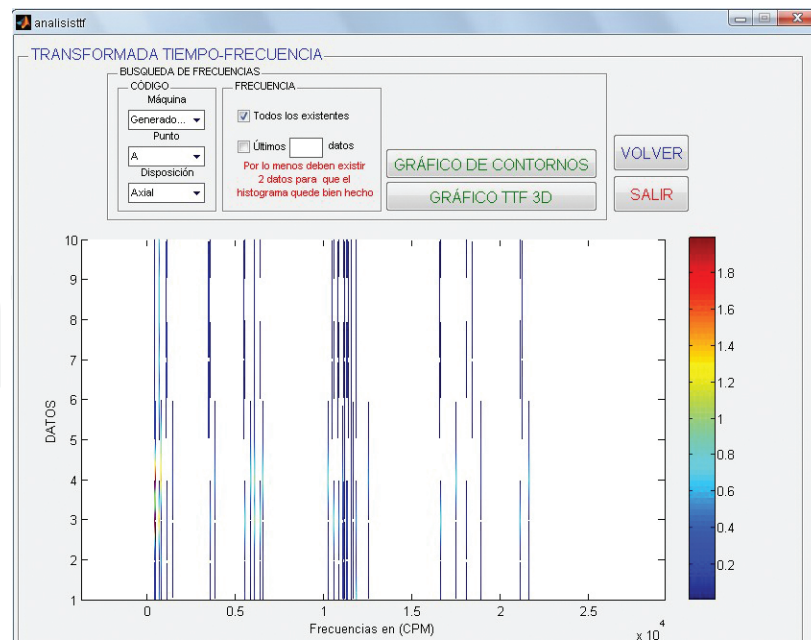 analisisttf
TRANSFORMADA TIEMPO-FRECUENCIA
BUSQUEDA DE FRECUENCIAS
CÓDIGO
Máquina
Generado...
Punto
A
Disposición
Axial
FRECUENCIA
Todos los existentes
Últimos datos
Por lo menos deben existir
2 datos para que el
histograma quede bien hecho
GRÁFICO DE CONTORNOS
GRÁFICO TTF 3D
VOLVER
SALIR
10
9
8
7
6
5
4
3
2
1
DATOS
0
0.5
1
1.5
2
2.5
x 10
4
Frecuencias en (CPM)
1.8
1.6
1.4
1.2
1
0.8
0.6
0.4
0.2